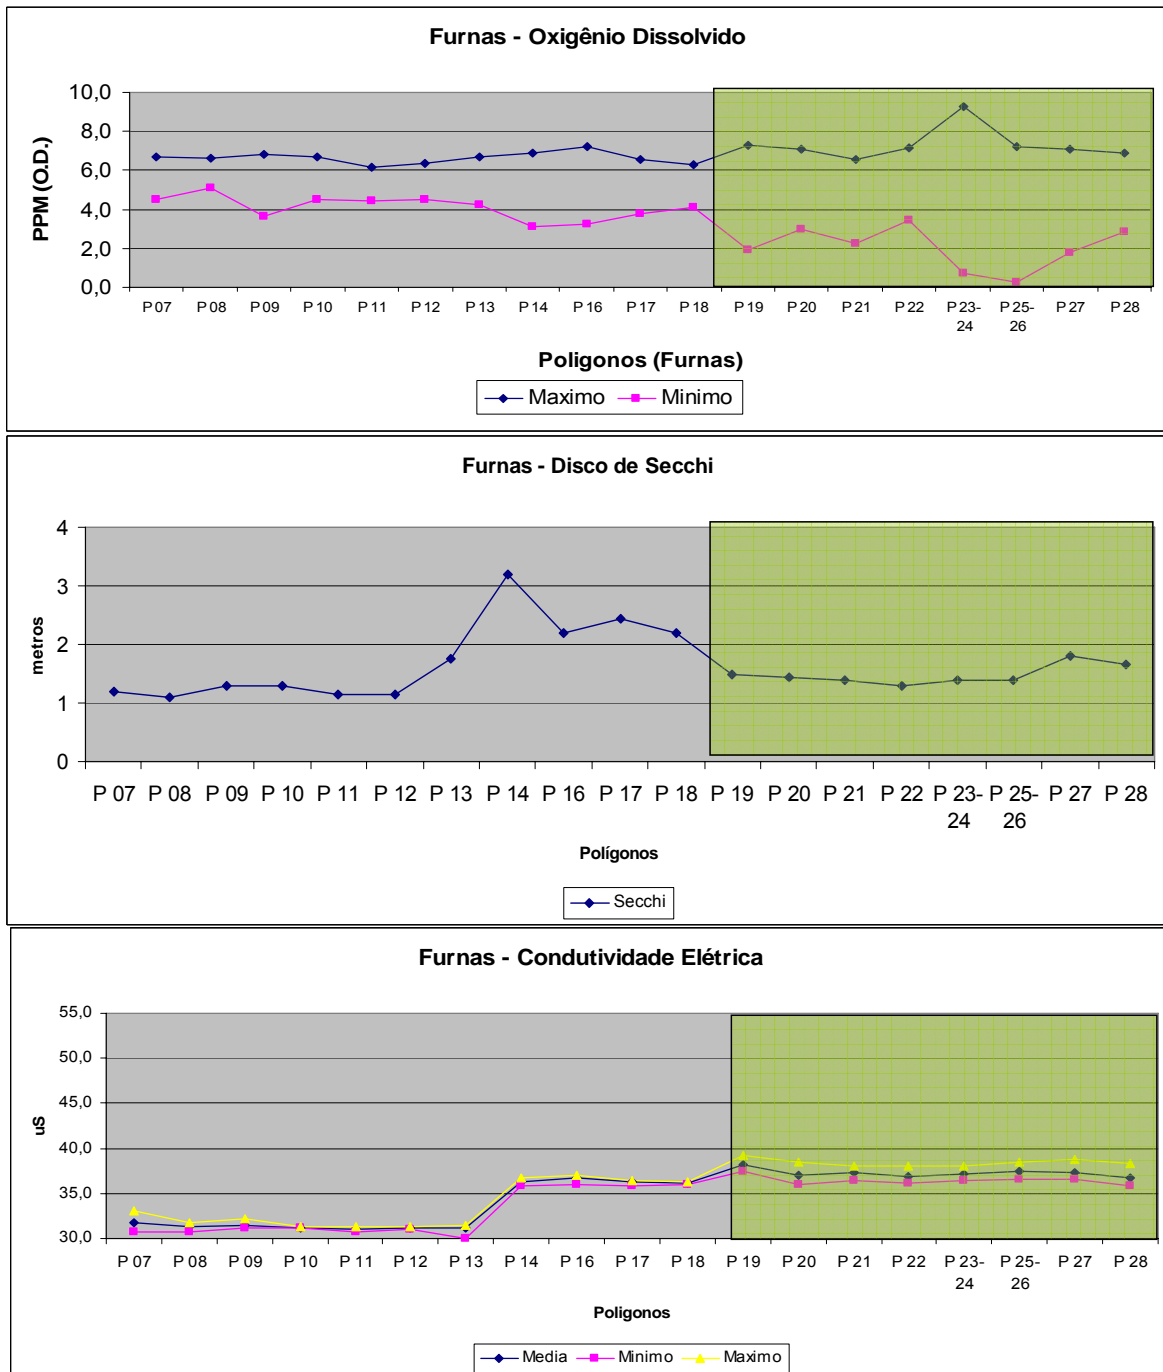 Furnas - Oxigênio Dissolvido
PPM (O.D.)
10,0
8,0
6,0
4,0
2,0
0,0
P 07 P 08 P 09 P 10 P 11 P 12 P 13 P 14 P 16 P 17 P 18 P 19 P 20 P 21 P 22 P 23- P 25- P 27 P 28
24 26
Poligonos (Furnas)
Maximo Minimo
Furnas - Disco de Secchi
metros
4
3
2
1
0
P 07 P 08 P 09 P 10 P 11 P 12 P 13 P 14 P 16 P 17 P 18 P 19 P 20 P 21 P 22 P 23- P 25- P 27 P 28
24 26
Polígonos
Secchi
Furnas - Condutividade Elétrica
uS
55,0
50,0
45,0
40,0
35,0
30,0
P 07 P 08 P 09 P 10 P 11 P 12 P 13 P 14 P 16 P 17 P 18 P 19 P 20 P 21 P 22 P 23- P 25- P 27 P 28
24 26
Poligonos
Media Minimo Maximo